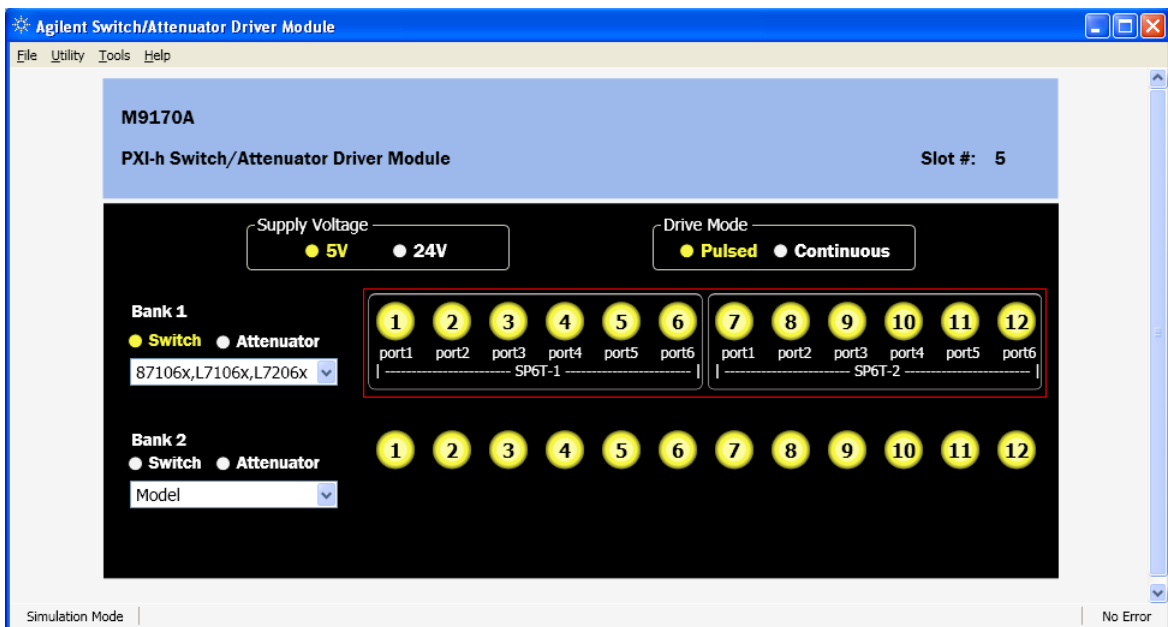 Agilent Switch/Attenuator Driver Module
File Utility Tools Help
M9170A
PXI-h Switch/Attenuator Driver Module Slot #: 5
Supply Voltage Drive Mode
5V 24V Pulsed Continuous
Bank 1
Switch Attenuator
87106x,L7106x,L7206x
1 2 3 4 5 6 7 8 9 10 11 12
port1 port2 port3 port4 port5 port6 port1 port2 port3 port4 port5 port6
SP6T-1 SP6T-2
Bank 2
Switch Attenuator
Model
1 2 3 4 5 6 7 8 9 10 11 12
Simulation Mode No Error